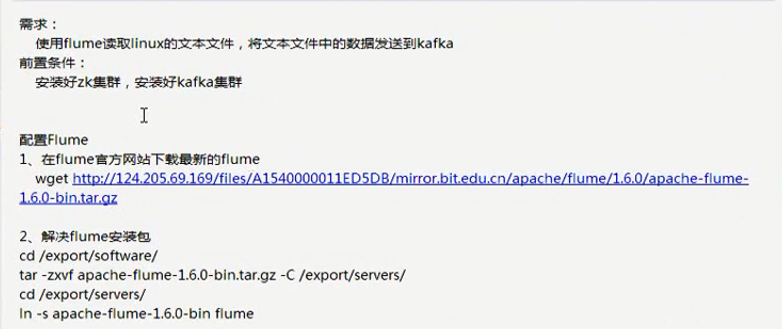 需求：
使用flume读取linux的文本文件，将文本文件中的数据发送到kafka
前置条件：
安装好zk集群，安装好kafka集群
配置Flume
1、在flume官方网站下载最新的flume
wget http://124.205.69.169/files/A1540000011ED5DB/mirror.bit.edu.cn/apache/flume/1.6.0/apache-flume-
1.6.0-bin.tar.gz
2、解决flume安装包
cd /export/software/
tar -zxvf apache-flume-1.6.0-bin.tar.gz -C /export/servers/
cd /export/servers/
ln -s apache-flume-1.6.0-bin flume